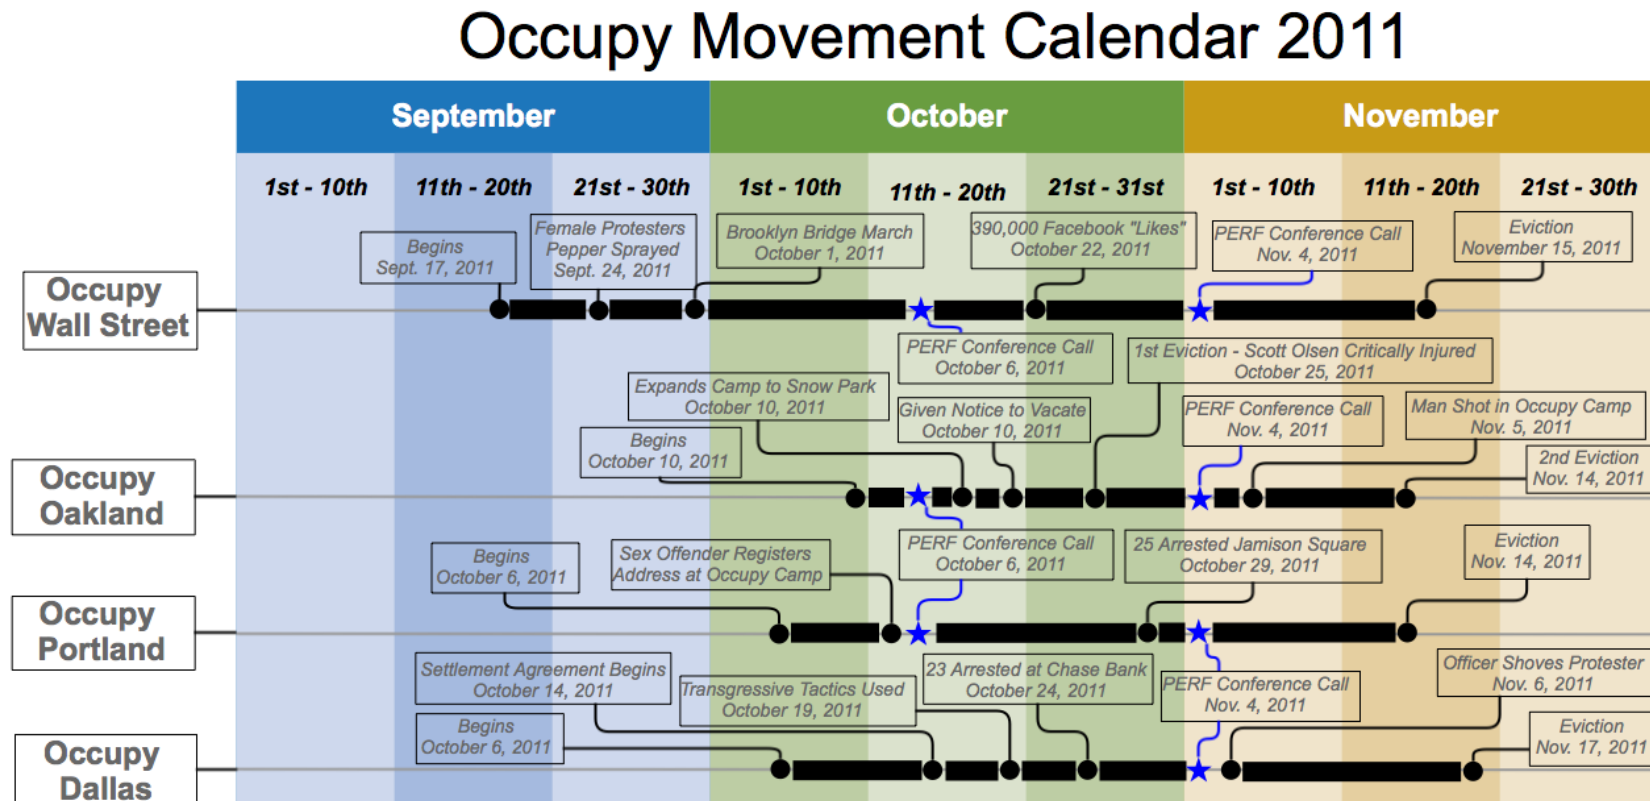 Occupy Movement Calendar 2011
September
October
November
1st - 10th
11th - 20th
21st - 30th
1st - 10th
11th - 20th
21st - 31st
1st - 10th
11th - 20th
21st - 30th
Occupy
Wall Street
Begins
Sept. 17, 2011
Female Protesters
Pepper Sprayed
Sept. 24, 2011
Brooklyn Bridge March
October 1, 2011
390,000 Facebook "Likes"
October 22, 2011
PERF Conference Call
Nov. 4, 2011
Eviction
November 15, 2011
PERF Conference Call
October 6, 2011
Occupy
Oakland
Begins
October 10, 2011
Expands Camp to Snow Park
October 10, 2011
Given Notice to Vacate
October 10, 2011
1st Eviction - Scott Olsen Critically Injured
October 25, 2011
PERF Conference Call
Nov. 4, 2011
Man Shot in Occupy Camp
Nov. 5, 2011
2nd Eviction
Nov. 14, 2011
Occupy
Portland
Begins
October 6, 2011
Sex Offender Registers
Address at Occupy Camp
PERF Conference Call
October 6, 2011
25 Arrested Jamison Square
October 29, 2011
Eviction
Nov. 14, 2011
Occupy
Dallas
Begins
October 6, 2011
Settlement Agreement Begins
October 14, 2011
Transgressive Tactics Used
October 19, 2011
23 Arrested at Chase Bank
October 24, 2011
PERF Conference Call
Nov. 4, 2011
Officer Shoves Protester
Nov. 6, 2011
Eviction
Nov. 17, 2011